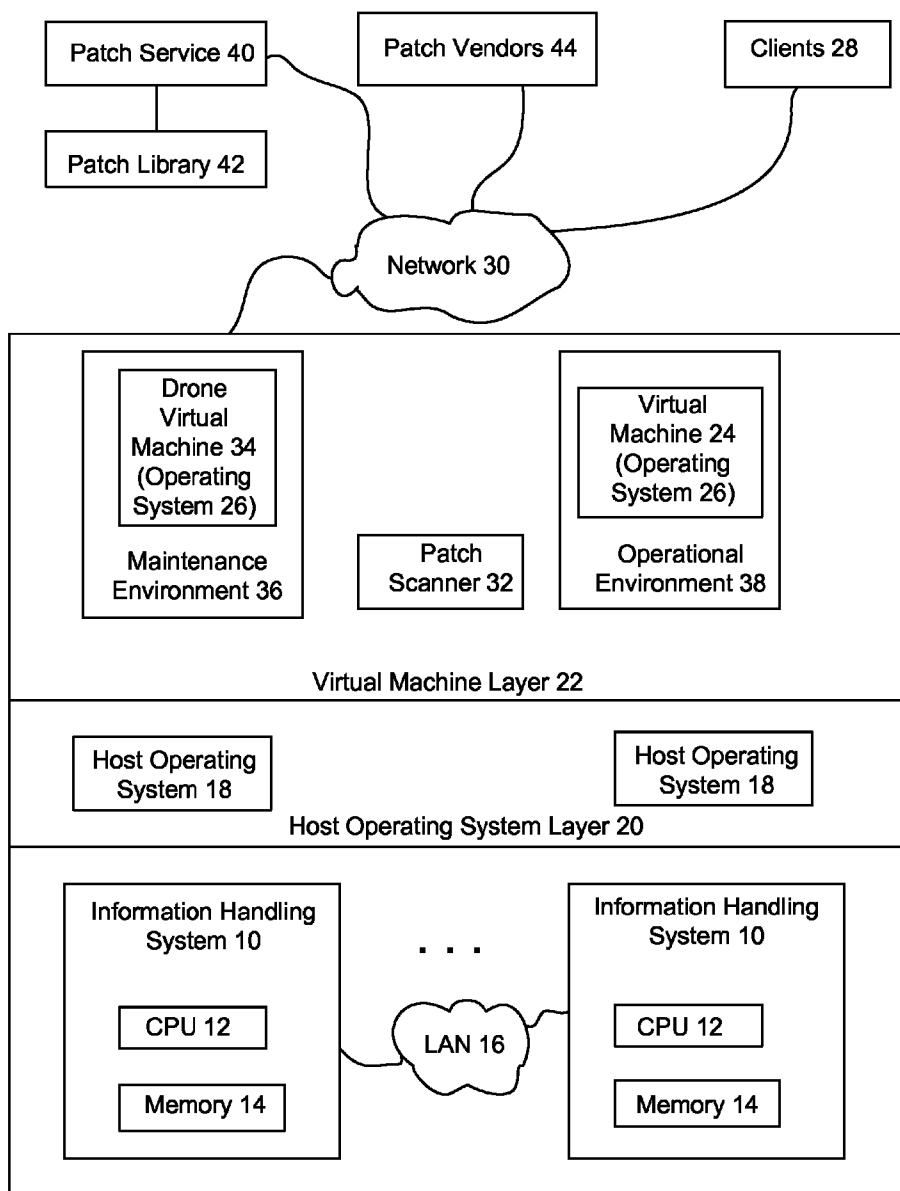 Patch Service 40
Patch Vendors 44
Clients 28
Patch Library 42
Network 30
Drone
Virtual
Machine 34
(Operating
System 26)
Maintenance
Environment 36
Patch
Scanner 32
Virtual
Machine 24
(Operating
System 26)
Operational
Environment 38
Virtual Machine Layer 22
Host Operating
System 18
Host Operating
System 18
Host Operating System Layer 20
Information Handling
System 10
CPU 12
Memory 14
. . .
LAN 16
Information Handling
System 10
CPU 12
Memory 14